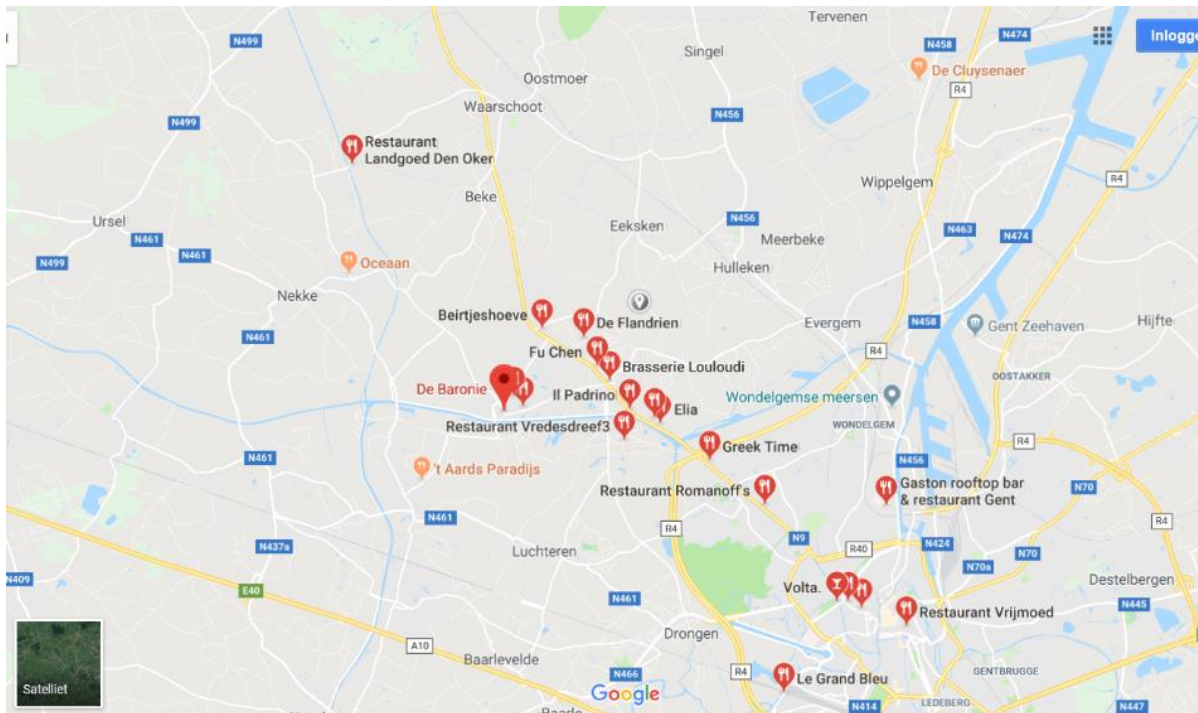 Tervenen
N499
N458
N474
Inlogge
Singel
De Cluysenaer
Oostmoer
R4
Waarschoot
N456
N499
Restaurant
Landgoed Den Oker
Wippelgem
R4
Beke
Ursel
N461
N461
N499
Eeksken
N456
N463
N474
Meerbeke
Oceaan
Hulleken
Nekke
Beirtjeshoeve
De Flandrien
Evergem
N458
Gent Zeehaven
Hijfte
N461
Fu Chen
R4
Brasserie Louloudi
OOSTAKKER
De Baronie
Il Padrino
Elia
Wondelgemse meersen
Restaurant Vredesdreef3
WONDELGEM
Greek Time
R4
N461
't Aards Paradijs
N456
Restaurant Romanoff's
Gaston rooftop bar
& restaurant Gent
N70
N461
R4
R4
N437a
Luchteren
N9
R40
N424
N70
N70a
N409
E40
Volta.
Destelbergen
N461
N445
Restaurant Vrijmoed
Drongen
A10
Baarlevelde
N466
R4
GENTBRUGGE
Satelliet
Google
Le Grand Bleu
LEDEBERG
N414
N447